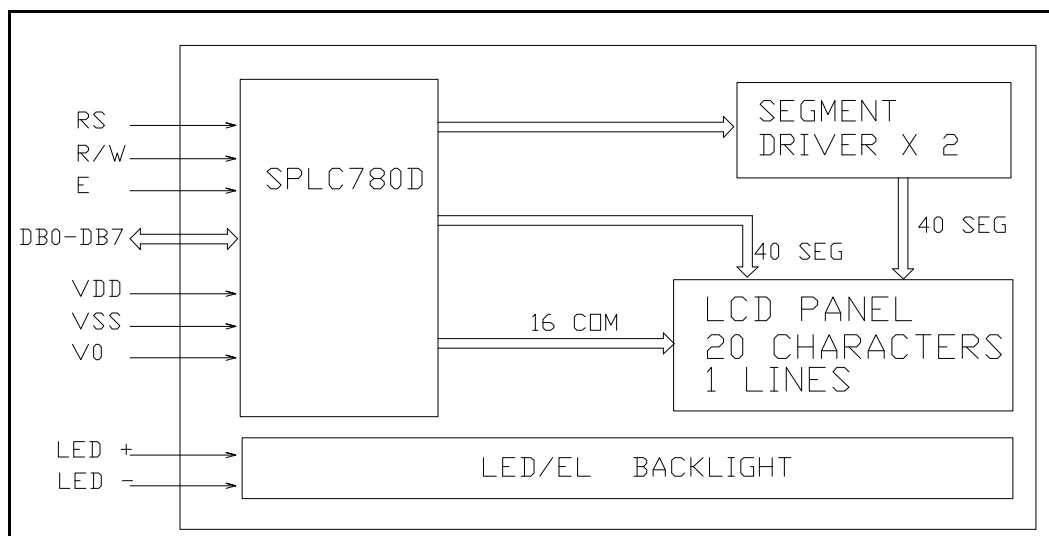 RS
R/W
E
DB0-DB7
VDD
VSS
V0
LED +
LED -
SPLC780D
SEGMENT
DRIVER X 2
40 SEG
40 SEG
16 COM
LCD PANEL
20 CHARACTERS
1 LINES
LED/EL BACKLIGHT